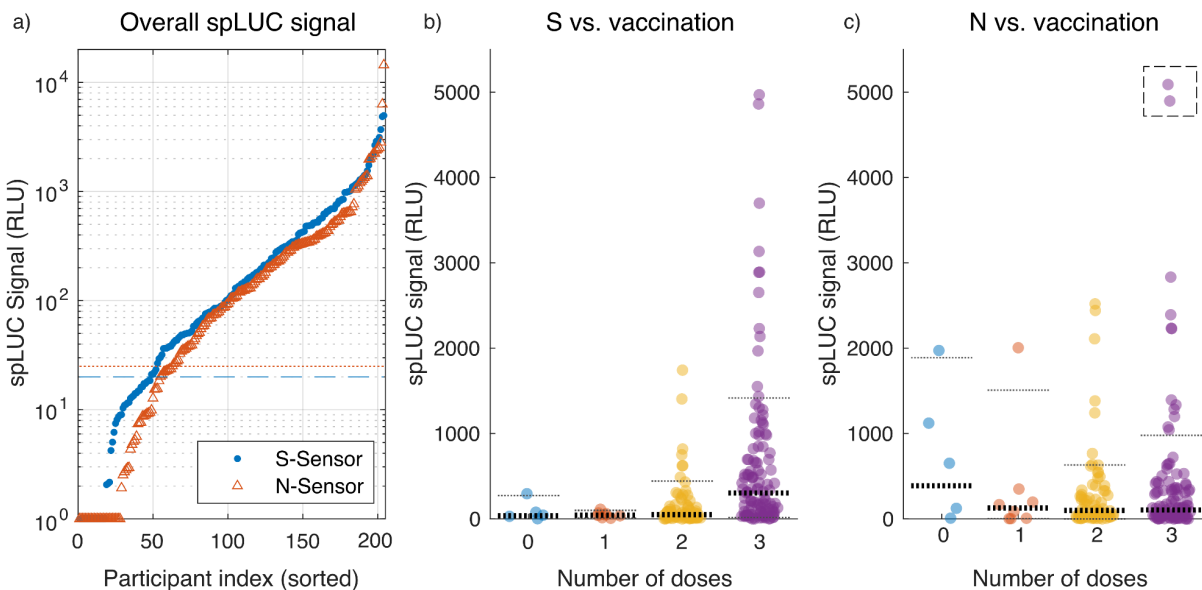 a)
Overall spLUC signal
spLUC Signal (RLU)
10^4
10^3
10^2
10^1
10^0
0
50
100
150
200
Participant index (sorted)
S-Sensor
N-Sensor
b)
S vs. vaccination
spLUC signal (RLU)
5000
4000
3000
2000
1000
0
0
1
2
3
Number of doses
c)
N vs. vaccination
spLUC signal (RLU)
5000
4000
3000
2000
1000
0
0
1
2
3
Number of doses